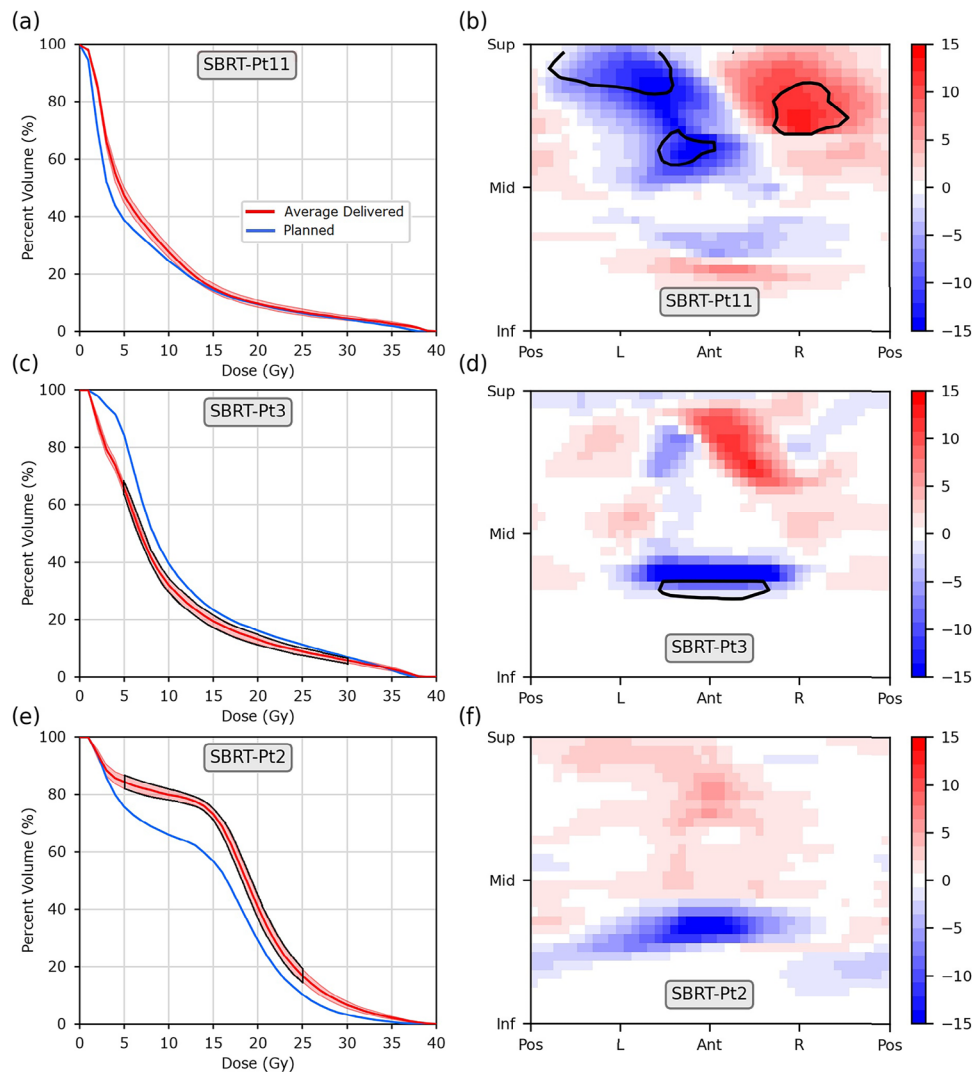 (a)
(b)
100
80
60
40
20
0
Percent Volume (%)
SBRT-Pt11
Average Delivered
Planned
0 5 10 15 20 25 30 35 40
Dose (Gy)
Sup
Mid
Inf
SBRT-Pt11
Pos L Ant R Pos
15
10
5
0
−5
−10
−15
(c)
(d)
100
80
60
40
20
0
Percent Volume (%)
SBRT-Pt3
0 5 10 15 20 25 30 35 40
Dose (Gy)
Sup
Mid
Inf
SBRT-Pt3
Pos L Ant R Pos
15
10
5
0
−5
−10
−15
(e)
(f)
100
80
60
40
20
0
Percent Volume (%)
SBRT-Pt2
0 5 10 15 20 25 30 35 40
Dose (Gy)
Sup
Mid
Inf
SBRT-Pt2
Pos L Ant R Pos
15
10
5
0
−5
−10
−15